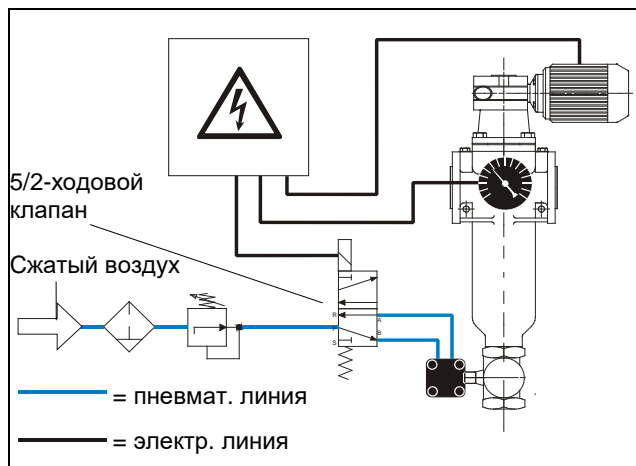 5/2-ходовой
клапан
Сжатый воздух
R
A
P
B
S
= пневмат. линия
= электр. линия